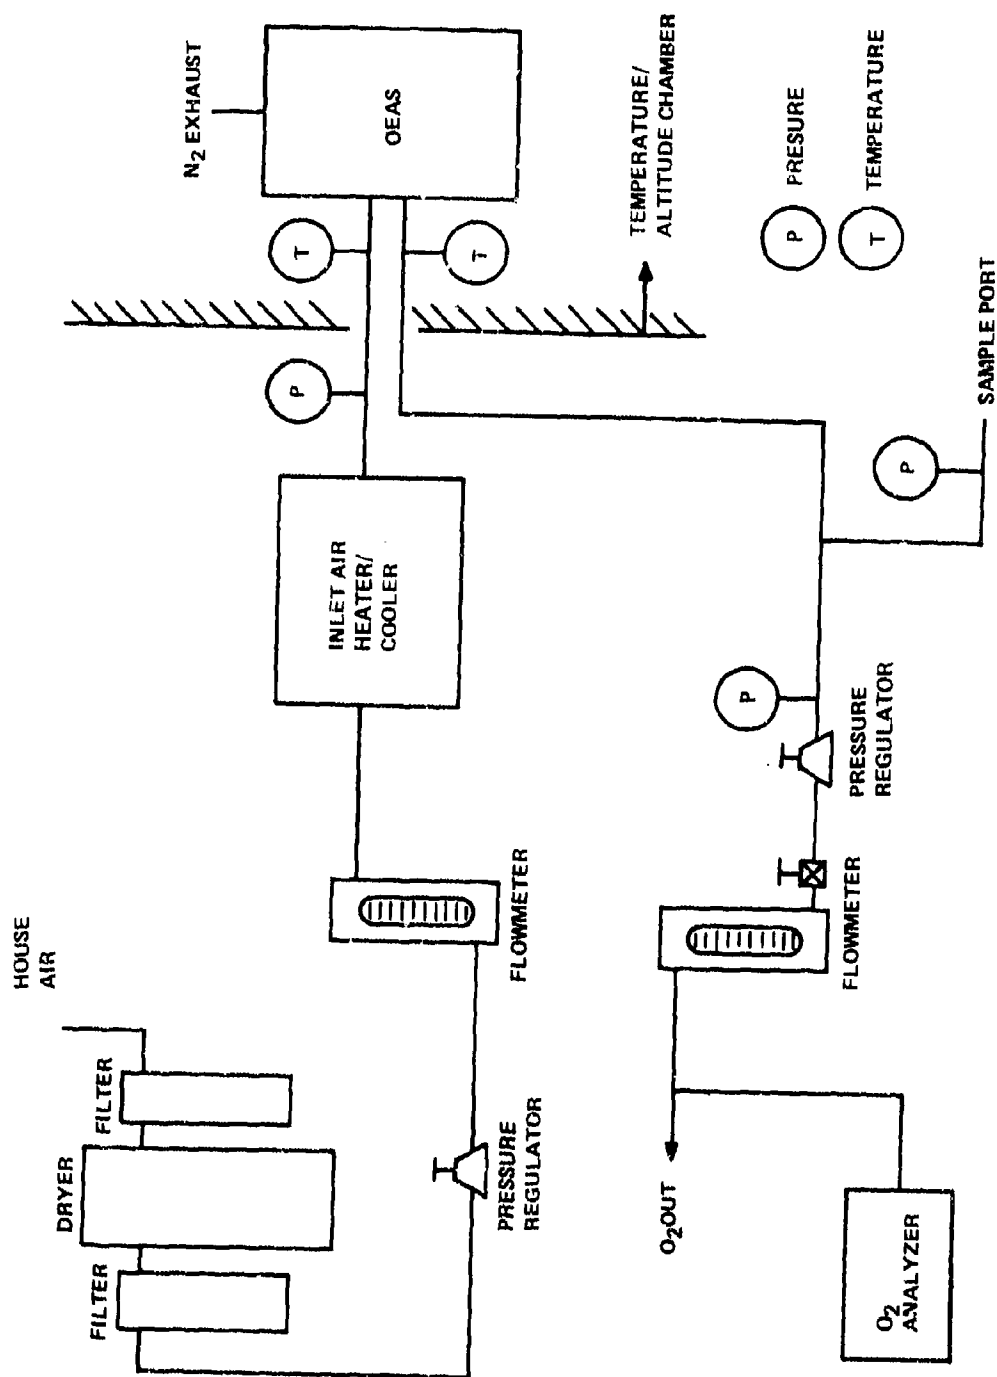 HOUSE
AIR
FILTER
DRYER
FILTER
PRESSURE
REGULATOR
FLOWMETER
INLET AIR
HEATER/
COOLER
P
T
T
N2 EXHAUST
OEAS
TEMPERATURE/
ALTITUDE CHAMBER
O2OUT
O2
ANALYZER
FLOWMETER
PRESSURE
REGULATOR
P
P
SAMPLE PORT
P
PRESURE
T
TEMPERATURE